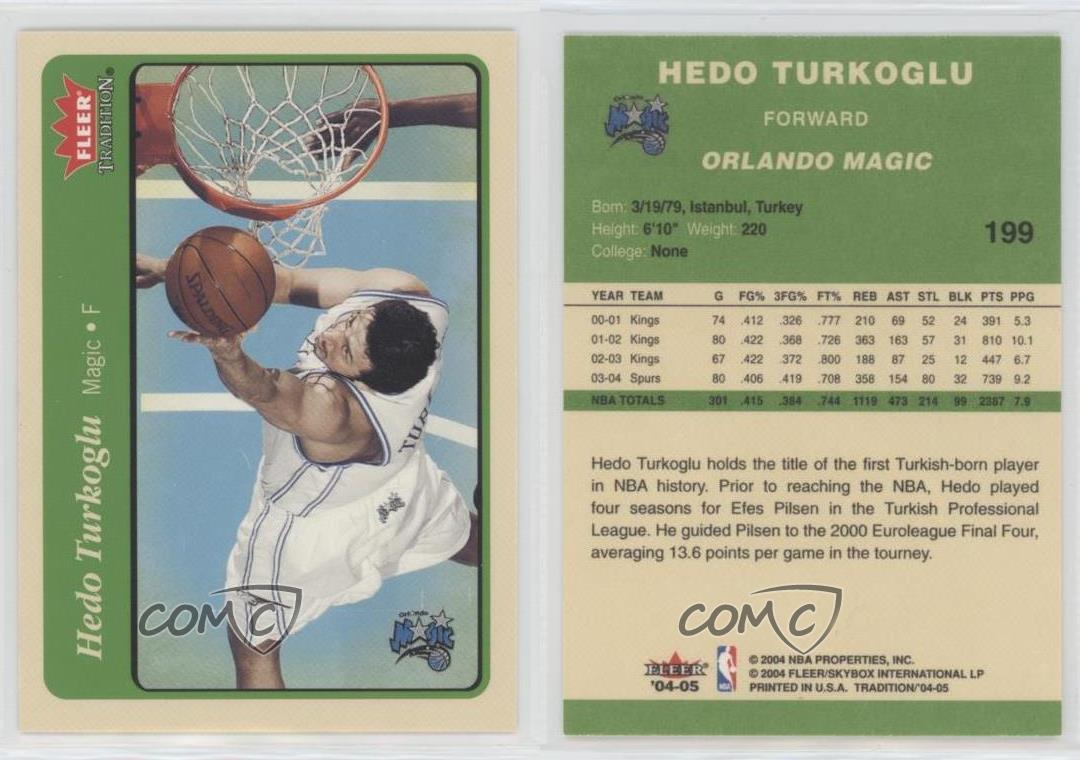 FLEER®
TRADITION®
Hedo Turkoglu Magic • F
SPALDING
TUR
Orlando
MAGIC
COMC
HEDO TURKOGLU
FORWARD
ORLANDO MAGIC
Orlando
MAGIC
Born: 3/19/79, Istanbul, Turkey
Height: 6'10" Weight: 220
College: None
199
YEAR TEAM G FG% 3FG% FT% REB AST STL BLK PTS PPG
00-01 Kings 74 .412 .326 .777 210 69 52 24 391 5.3
01-02 Kings 80 .422 .368 .726 363 163 57 31 810 10.1
02-03 Kings 67 .422 .372 .800 188 87 25 12 447 6.7
03-04 Spurs 80 .406 .419 .708 358 154 80 32 739 9.2
NBA TOTALS 301 .415 .384 .744 1119 473 214 99 2387 7.9
Hedo Turkoglu holds the title of the first Turkish-born player
in NBA history. Prior to reaching the NBA, Hedo played
four seasons for Efes Pilsen in the Turkish Professional
League. He guided Pilsen to the 2000 Euroleague Final Four,
averaging 13.6 points per game in the tourney.
COMC
FLEER
'04-05
NBA
© 2004 NBA PROPERTIES, INC.
© 2004 FLEER/SKYBOX INTERNATIONAL LP
PRINTED IN U.S.A. TRADITION/'04-05